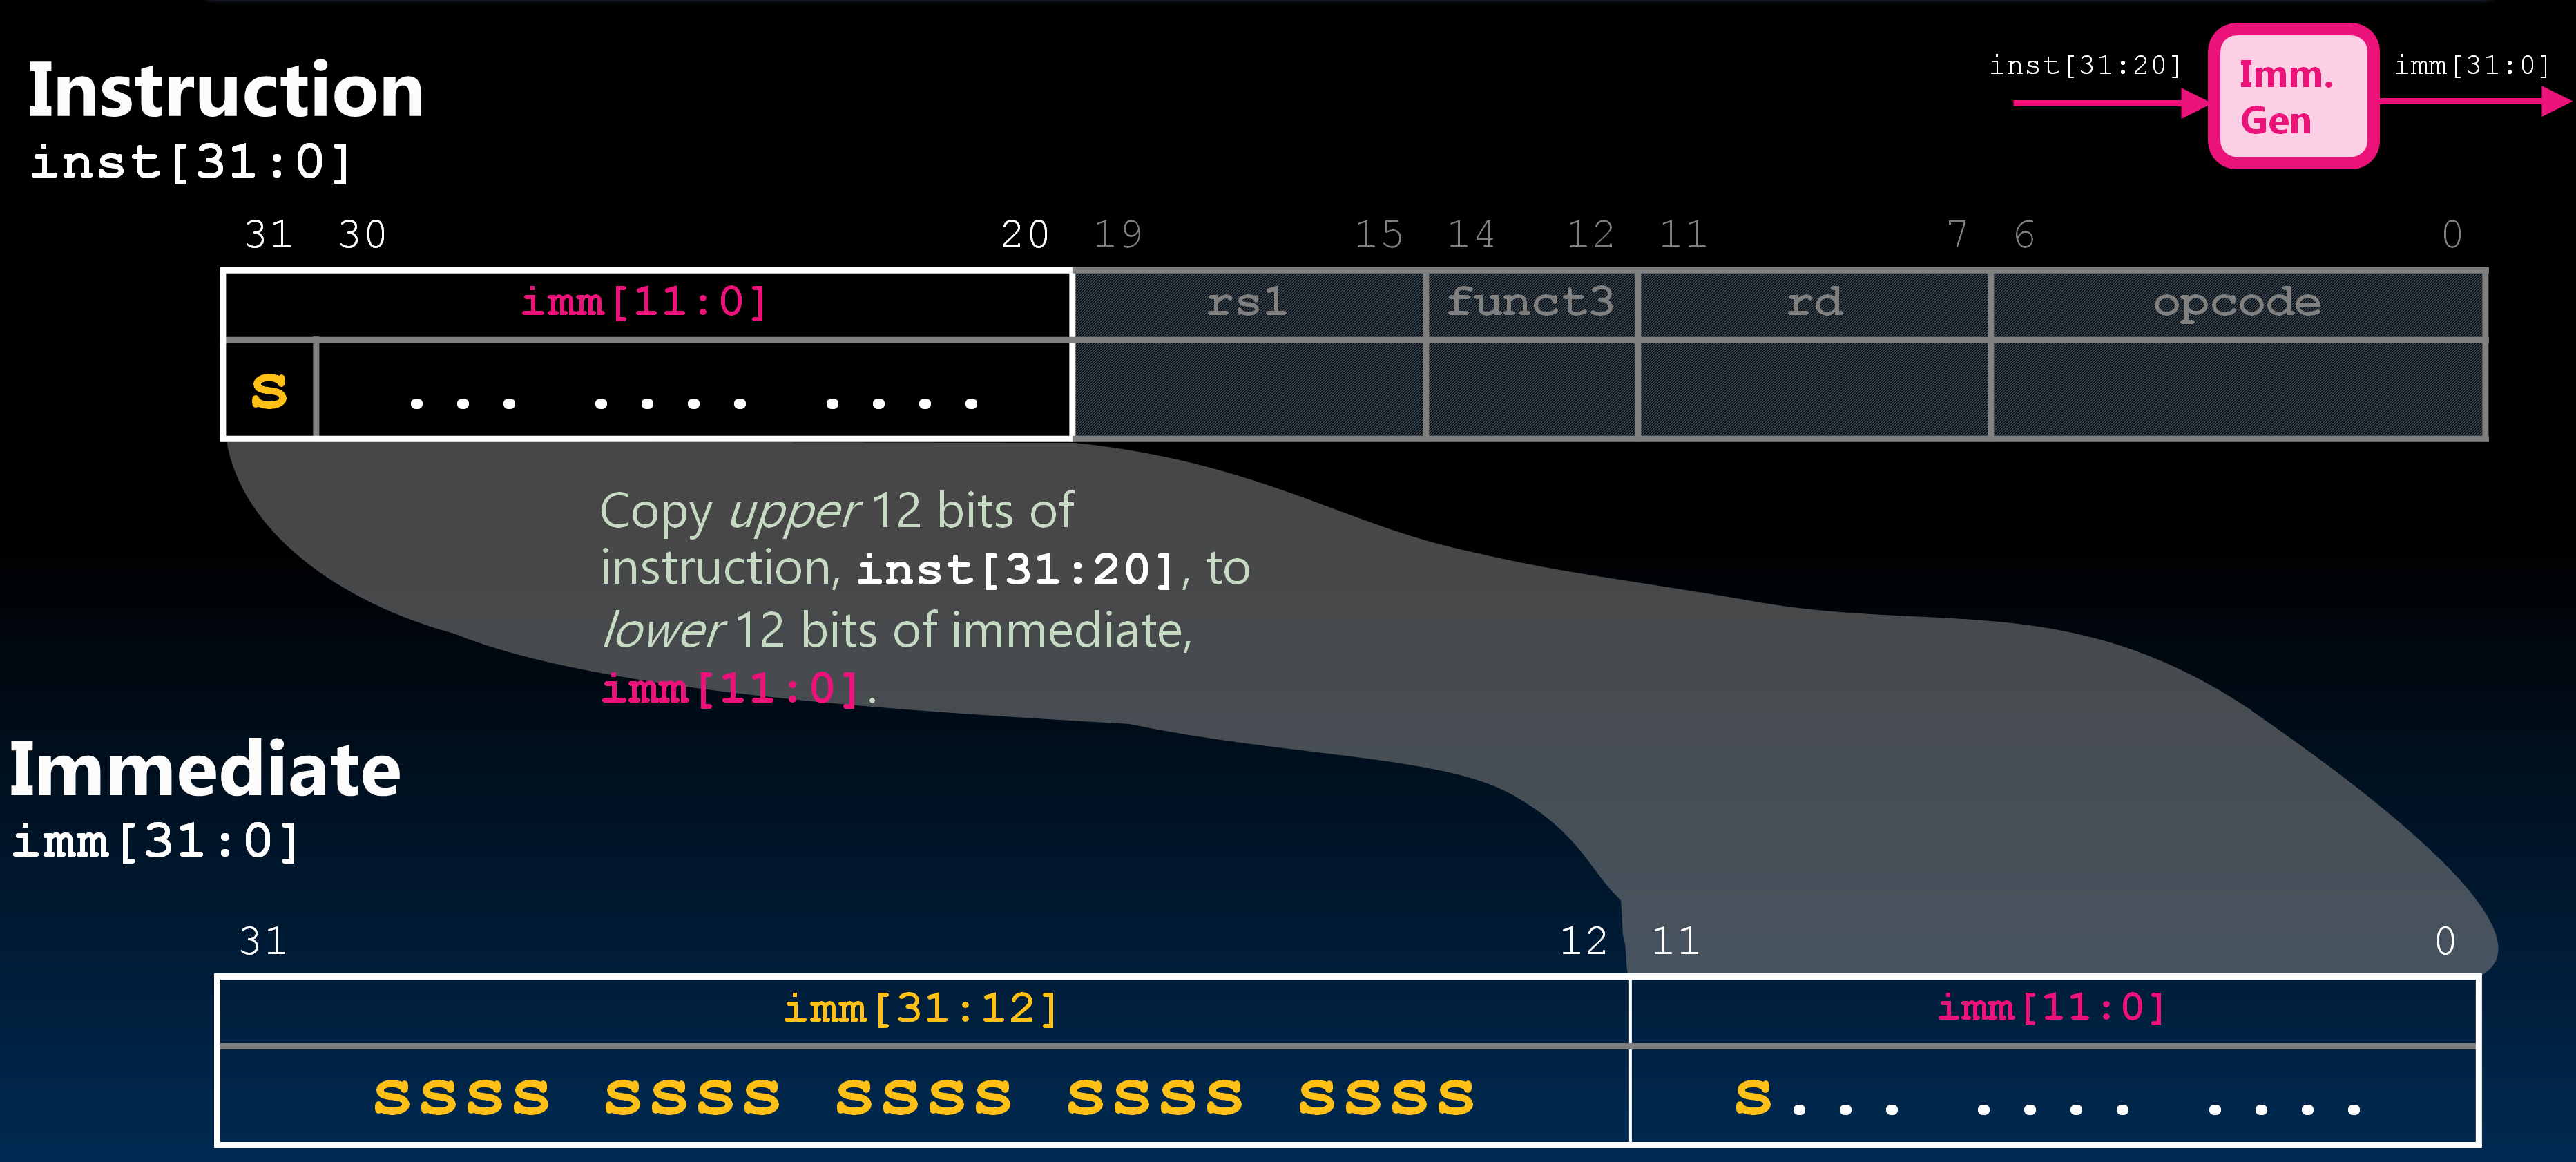 Instruction
inst[31:0]
inst[31:20]
Imm.
Gen
imm[31:0]
31 30 20 19 15 14 12 11 7 6 0
imm[11:0] rs1 funct3 rd opcode
s ... .... ....
Copy upper 12 bits of
instruction, inst[31:20], to
lower 12 bits of immediate,
imm[11:0].
Immediate
imm[31:0]
31 12 11 0
imm[31:12] imm[11:0]
ssss ssss ssss ssss ssss s... .... ....